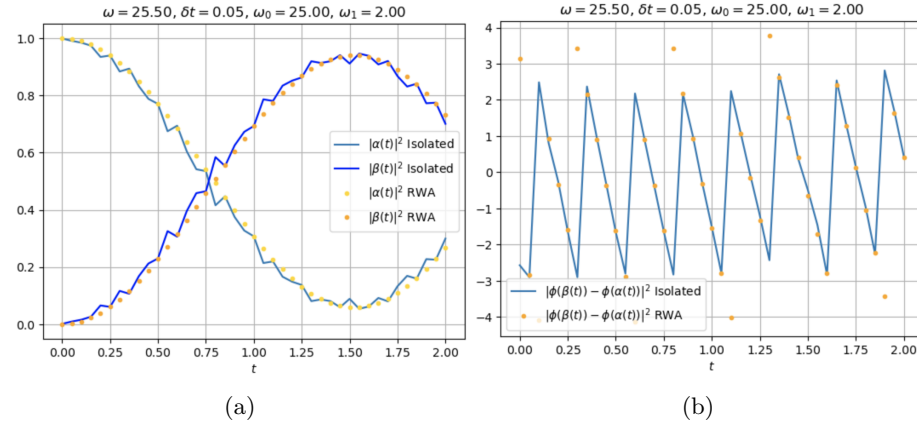 ω = 25.50, δt = 0.05, ω₀ = 25.00, ω₁ = 2.00
1.0
0.8
0.6
0.4
0.2
0.0
|α(t)|² Isolated
|β(t)|² Isolated
|α(t)|² RWA
|β(t)|² RWA
0.00 0.25 0.50 0.75 1.00 1.25 1.50 1.75 2.00
t
(a)
ω = 25.50, δt = 0.05, ω₀ = 25.00, ω₁ = 2.00
4
3
2
1
0
−1
−2
−3
−4
|ϕ(β(t)) − ϕ(α(t))|² Isolated
|ϕ(β(t)) − ϕ(α(t))|² RWA
0.00 0.25 0.50 0.75 1.00 1.25 1.50 1.75 2.00
t
(b)